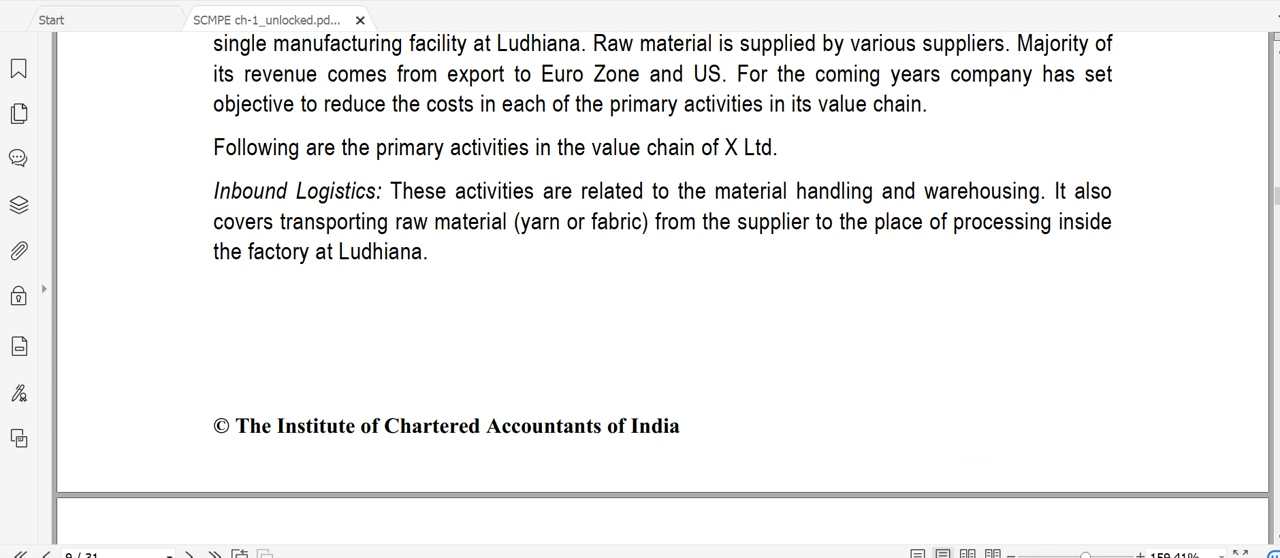 Start
SCMPE ch-1_unlocked.pd...
single manufacturing facility at Ludhiana. Raw material is supplied by various suppliers. Majority of
its revenue comes from export to Euro Zone and US. For the coming years company has set
objective to reduce the costs in each of the primary activities in its value chain.
Following are the primary activities in the value chain of X Ltd.
Inbound Logistics: These activities are related to the material handling and warehousing. It also
covers transporting raw material (yarn or fabric) from the supplier to the place of processing inside
the factory at Ludhiana.
© The Institute of Chartered Accountants of India
9 / 31
159.41%